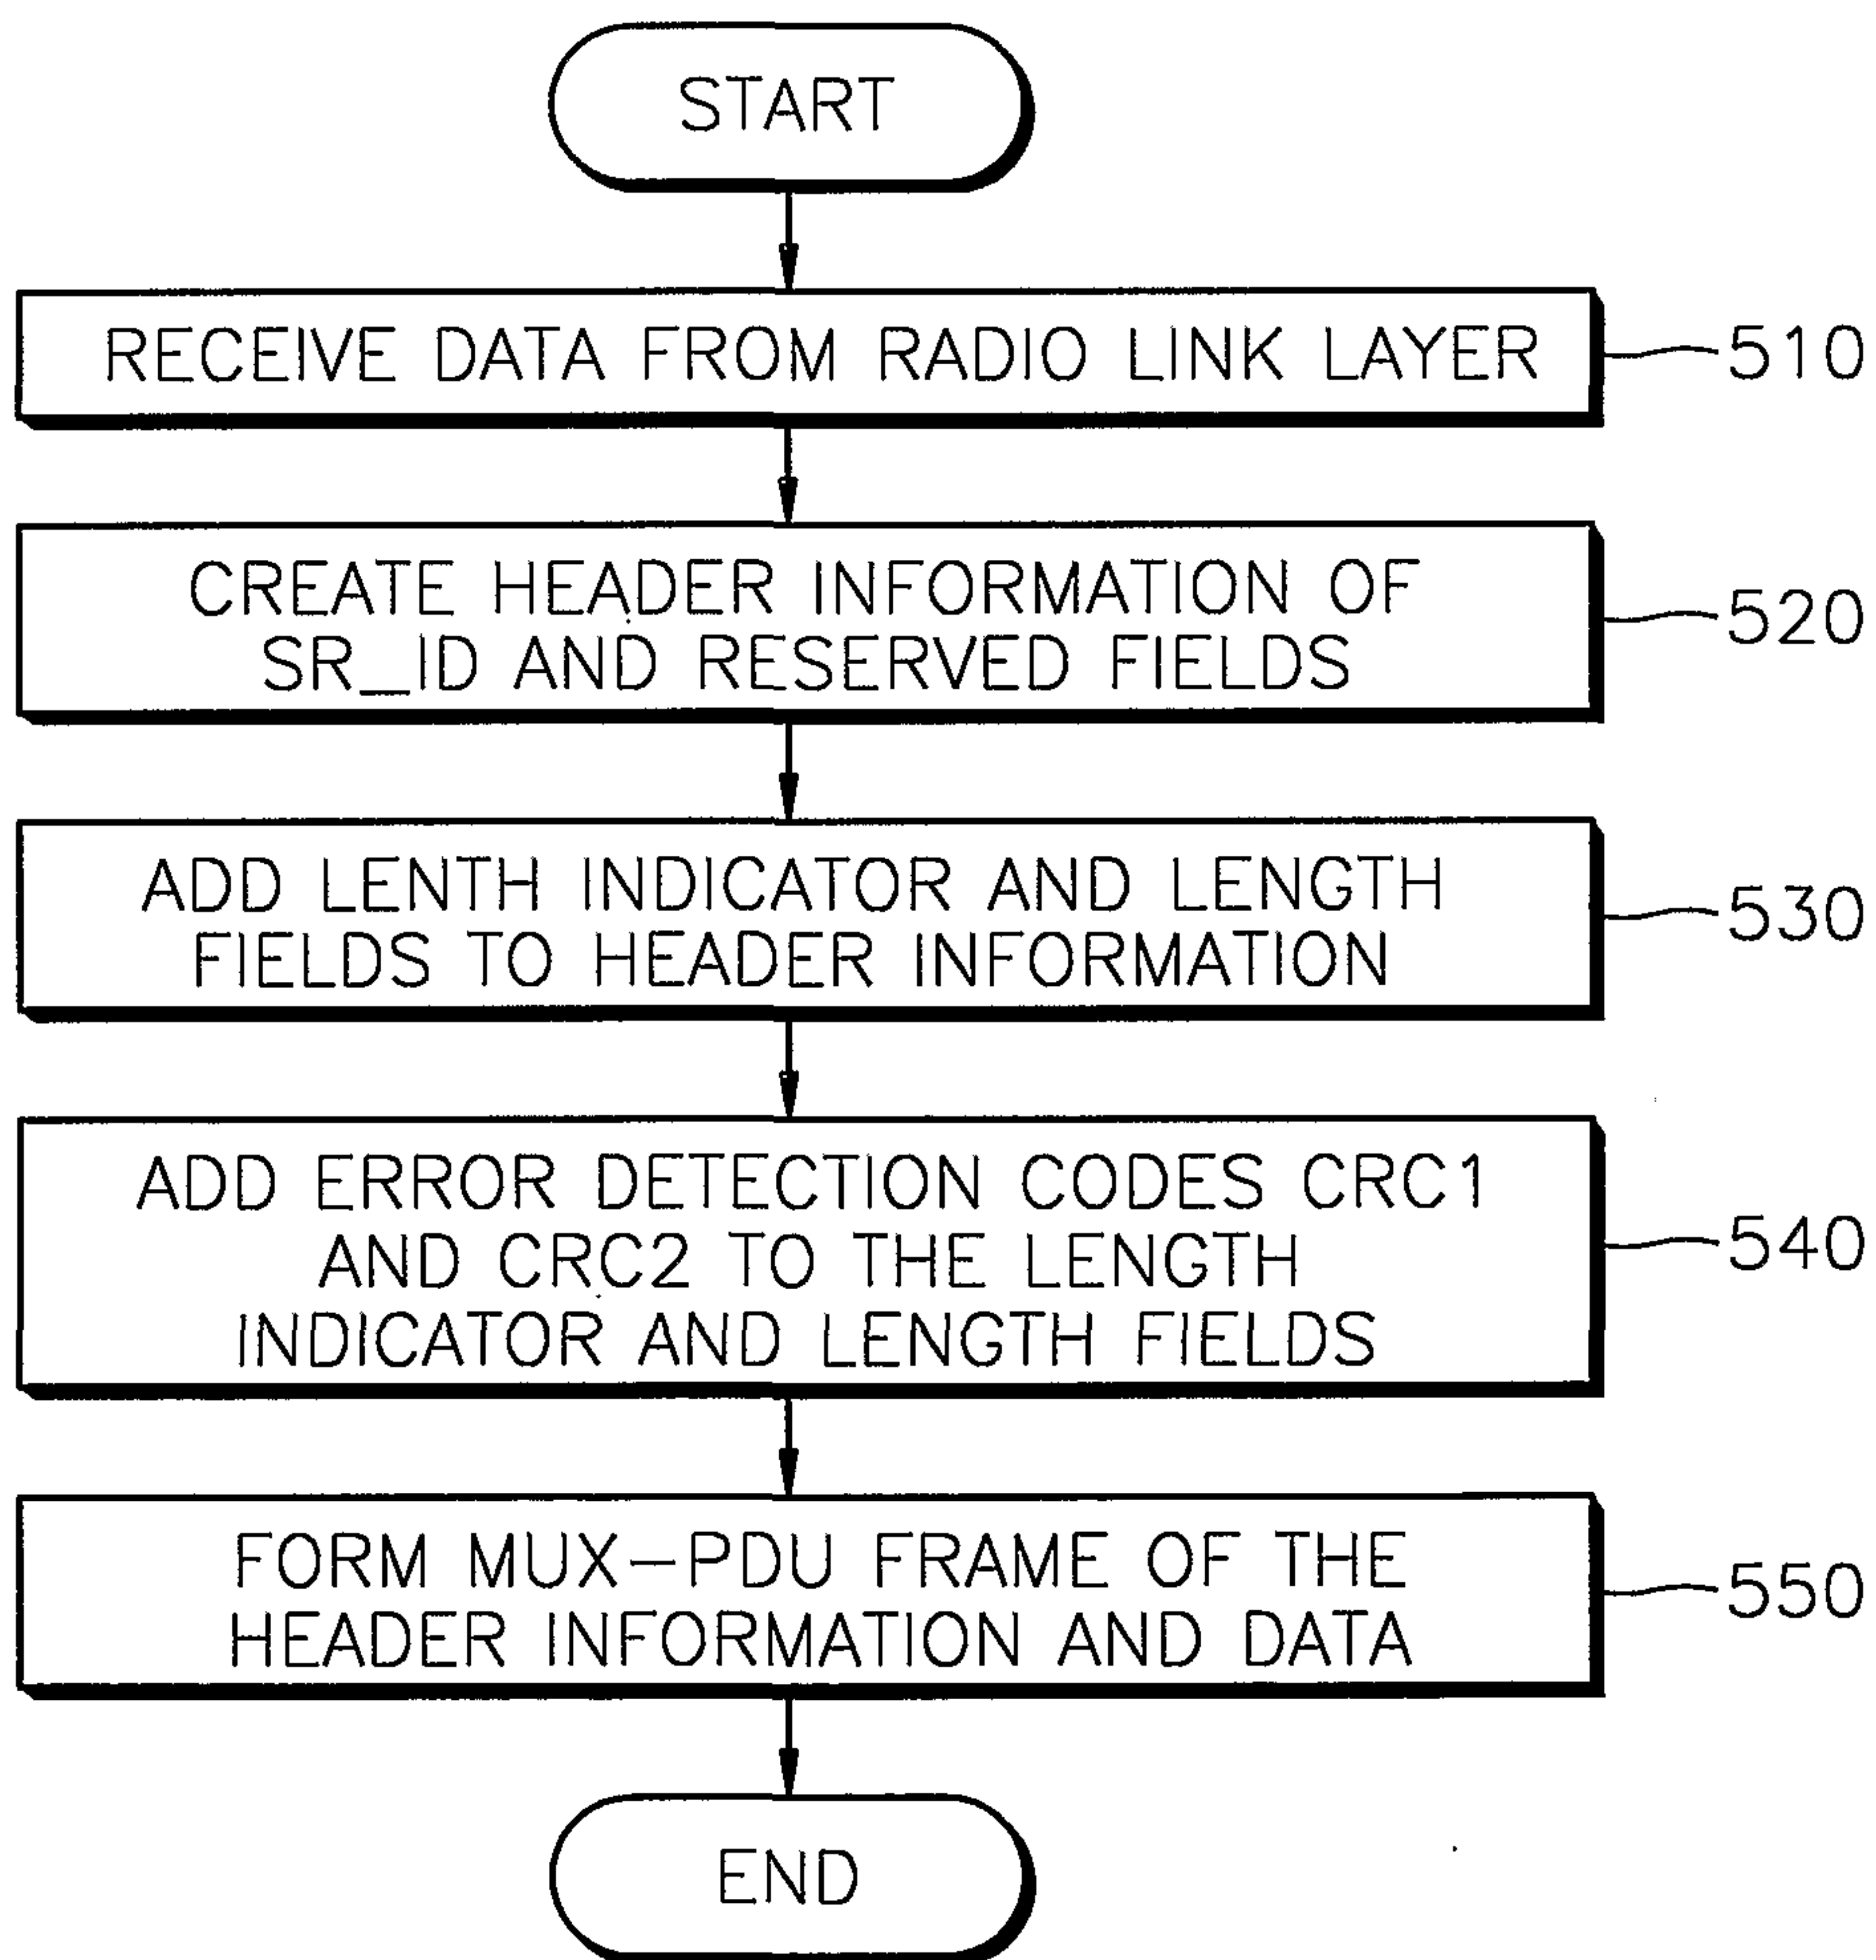 START
RECEIVE DATA FROM RADIO LINK LAYER
510
CREATE HEADER INFORMATION OF
SR_ID AND RESERVED FIELDS
520
ADD LENTH INDICATOR AND LENGTH
FIELDS TO HEADER INFORMATION
530
ADD ERROR DETECTION CODES CRC1
AND CRC2 TO THE LENGTH
INDICATOR AND LENGTH FIELDS
540
FORM MUX-PDU FRAME OF THE
HEADER INFORMATION AND DATA
550
END